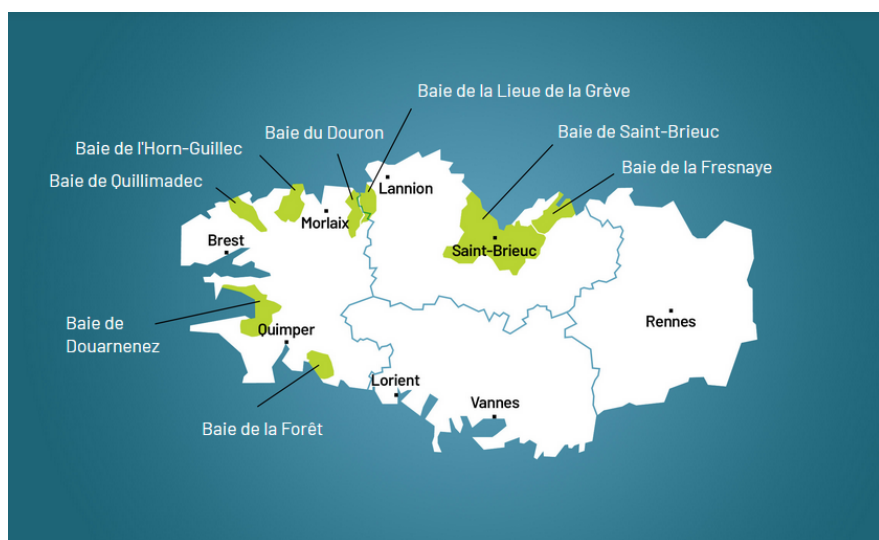 Baie de la Lieue de la Grève
Baie du Douron
Baie de Saint-Brieuc
Baie de l'Horn-Guillec
Baie de la Fresnaye
Baie de Quillimadec
Lannion
Morlaix
Brest
Saint-Brieuc
Baie de
Douarnenez
Quimper
Rennes
Lorient
Vannes
Baie de la Forêt